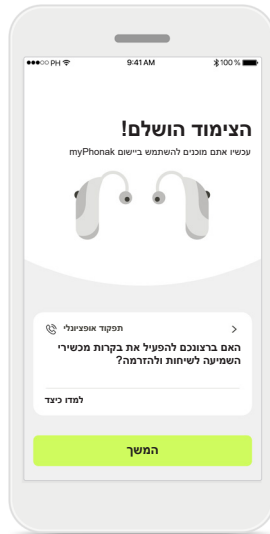 ●●●○○ PH 9:41 AM 100 %
הצימוד הושלם!
עכשיו אתם מוכנים להשתמש ביישום myPhonak
תפקוד אופציונלי
האם ברצונכם להפעיל את בקרות מכשירי
השמיעה לשיחות ולהזרמה?
למדו כיצד
המשך